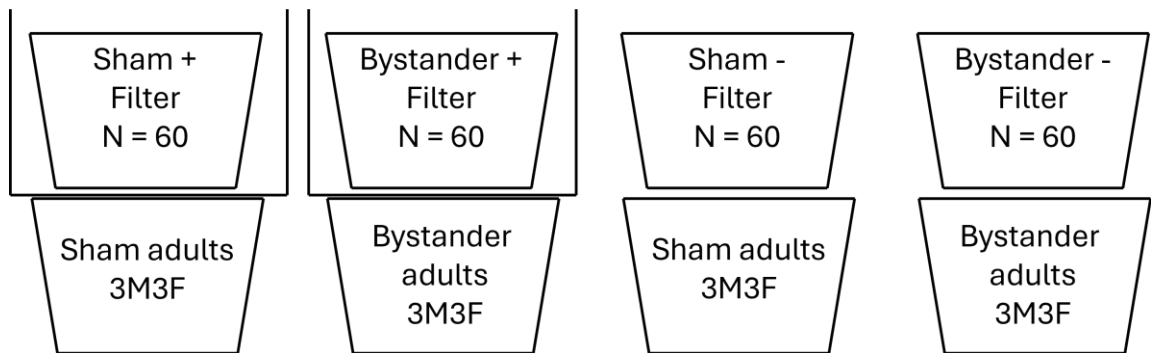 Sham +
Filter
N = 60
Bystander +
Filter
N = 60
Sham -
Filter
N = 60
Bystander -
Filter
N = 60
Sham adults
3M3F
Bystander
adults
3M3F
Sham adults
3M3F
Bystander
adults
3M3F